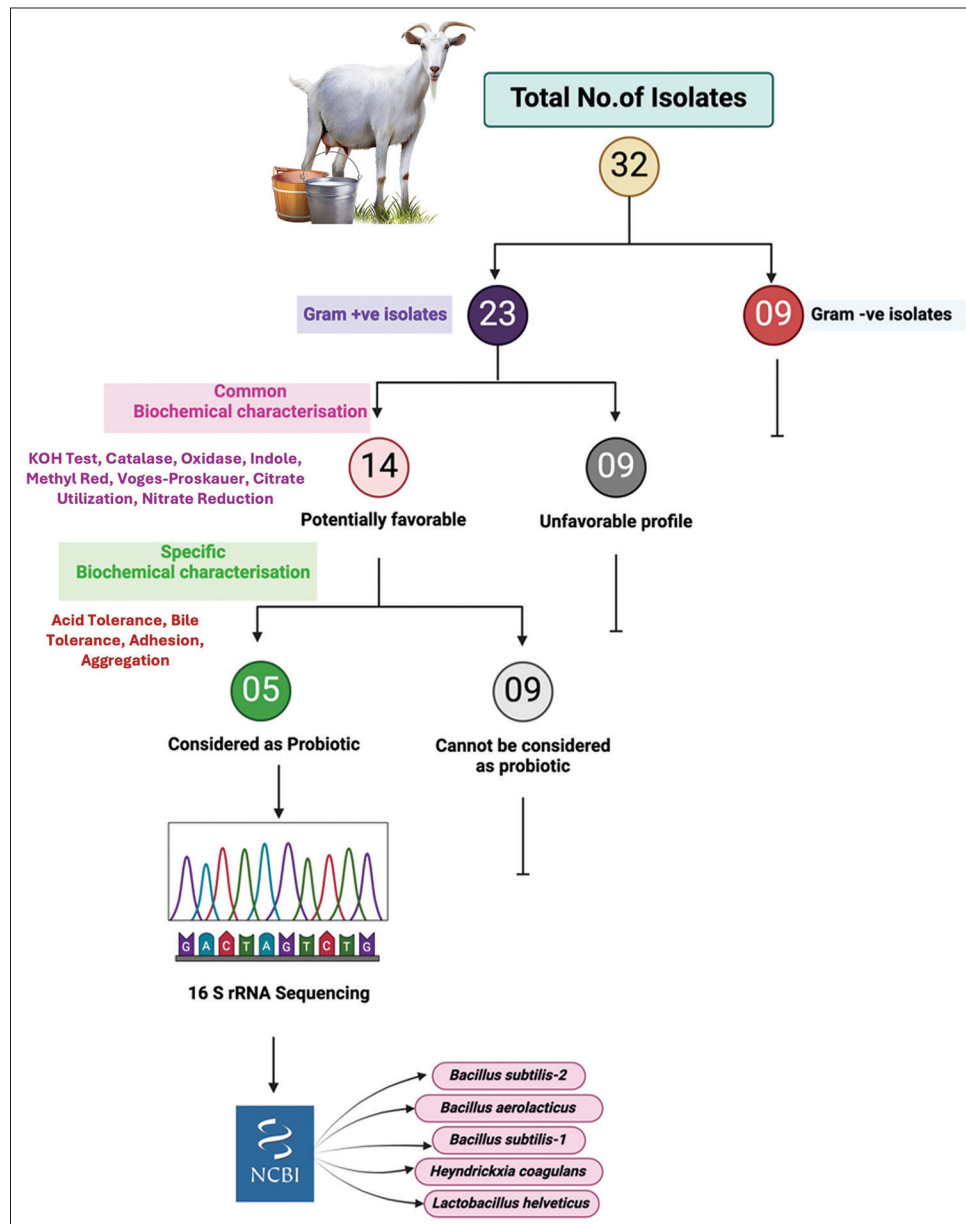 Total No.of Isolates
32
Gram +ve isolates
23
09
Gram -ve isolates
Common
Biochemical characterisation
KOH Test, Catalase, Oxidase, Indole,
Methyl Red, Voges-Proskauer, Citrate
Utilization, Nitrate Reduction
14
09
Potentially favorable
Unfavorable profile
Specific
Biochemical characterisation
Acid Tolerance, Bile
Tolerance, Adhesion,
Aggregation
05
09
Considered as Probiotic
Cannot be considered
as probiotic
G A C T A G T C T G
16 S rRNA Sequencing
NCBI
Bacillus subtilis-2
Bacillus aerolacticus
Bacillus subtilis-1
Heyndrickxia coagulans
Lactobacillus helveticus